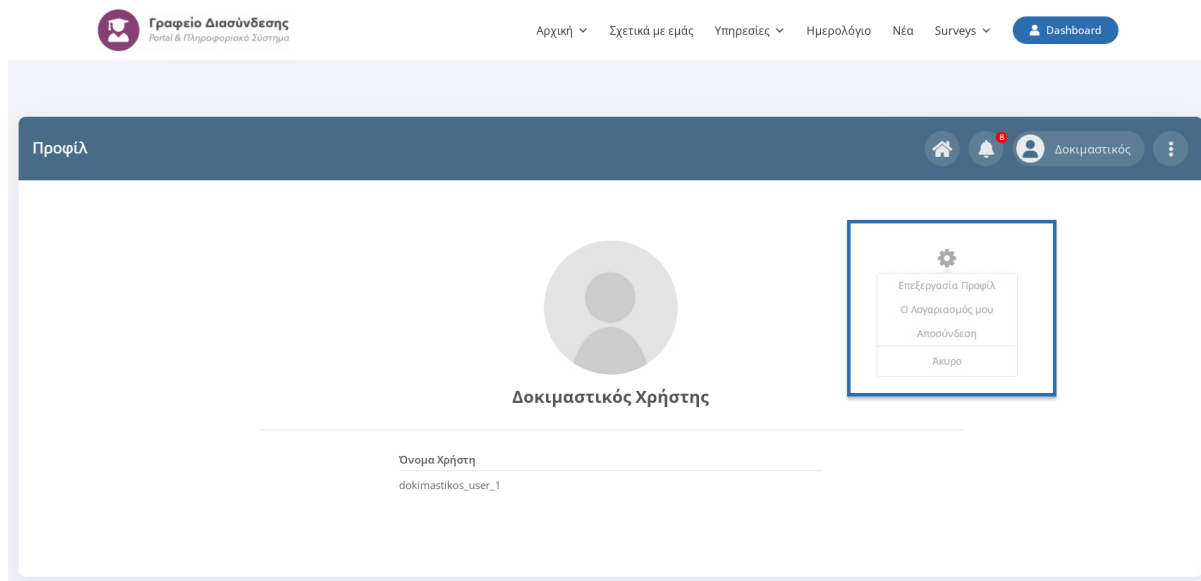 Γραφείο Διασύνδεσης
Portal & Πληροφοριακό Σύστημα
Αρχική Σχετικά με εμάς Υπηρεσίες Ημερολόγιο Νέα Surveys Dashboard
Προφίλ 8 Δοκιμαστικός
Επεξεργασία Προφίλ
Ο Λογαριασμός μου
Αποσύνδεση
Άκυρο
Δοκιμαστικός Χρήστης
Όνομα Χρήστη
dokimastikos_user_1